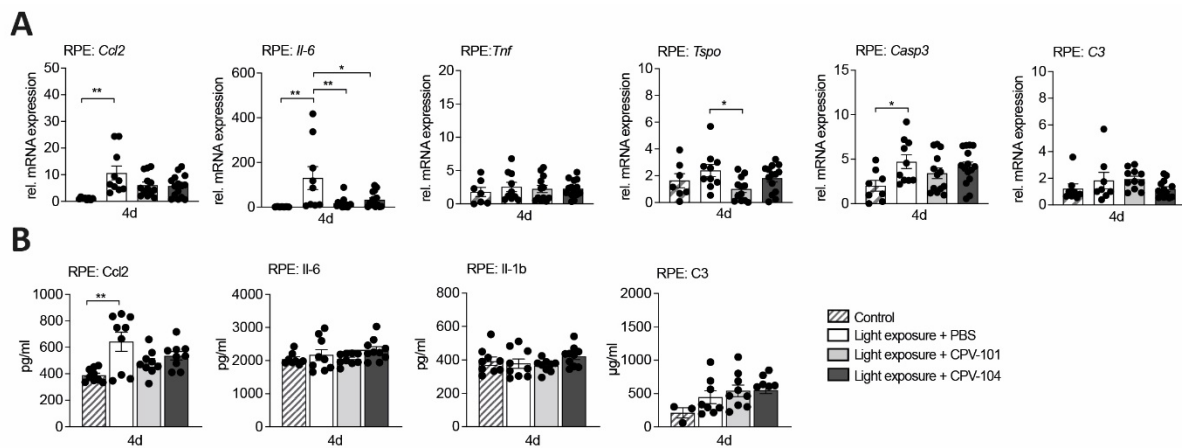 A
RPE: Ccl2
rel. mRNA expression
50
40
30
20
10
0
**
4d
RPE: Il-6
rel. mRNA expression
600
400
200
0
**
**
*
4d
RPE:Tnf
rel. mRNA expression
20
15
10
5
0
4d
RPE: Tspo
rel. mRNA expression
8
6
4
2
0
*
4d
RPE: Casp3
rel. mRNA expression
15
10
5
0
*
4d
RPE: C3
rel. mRNA expression
8
6
4
2
0
4d
B
RPE: Ccl2
pg/ml
1000
800
600
400
200
0
**
4d
RPE: Il-6
pg/ml
4000
3000
2000
1000
0
4d
RPE: Il-1b
pg/ml
800
600
400
200
0
4d
RPE: C3
µg/ml
2000
1500
1000
500
0
4d
Control
Light exposure + PBS
Light exposure + CPV-101
Light exposure + CPV-104